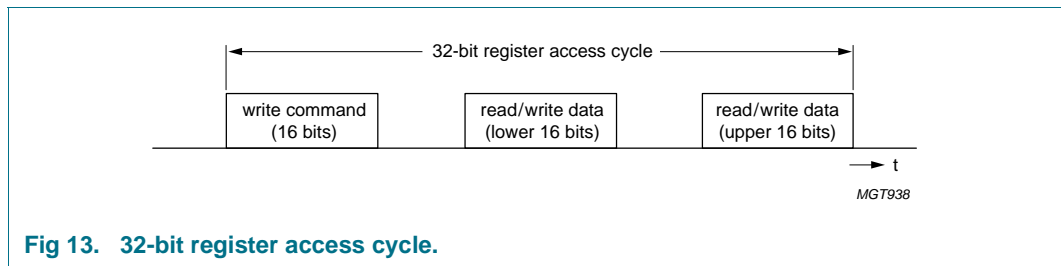 32-bit register access cycle
write command
(16 bits)
read/write data
(lower 16 bits)
read/write data
(upper 16 bits)
t
MGT938
Fig 13. 32-bit register access cycle.